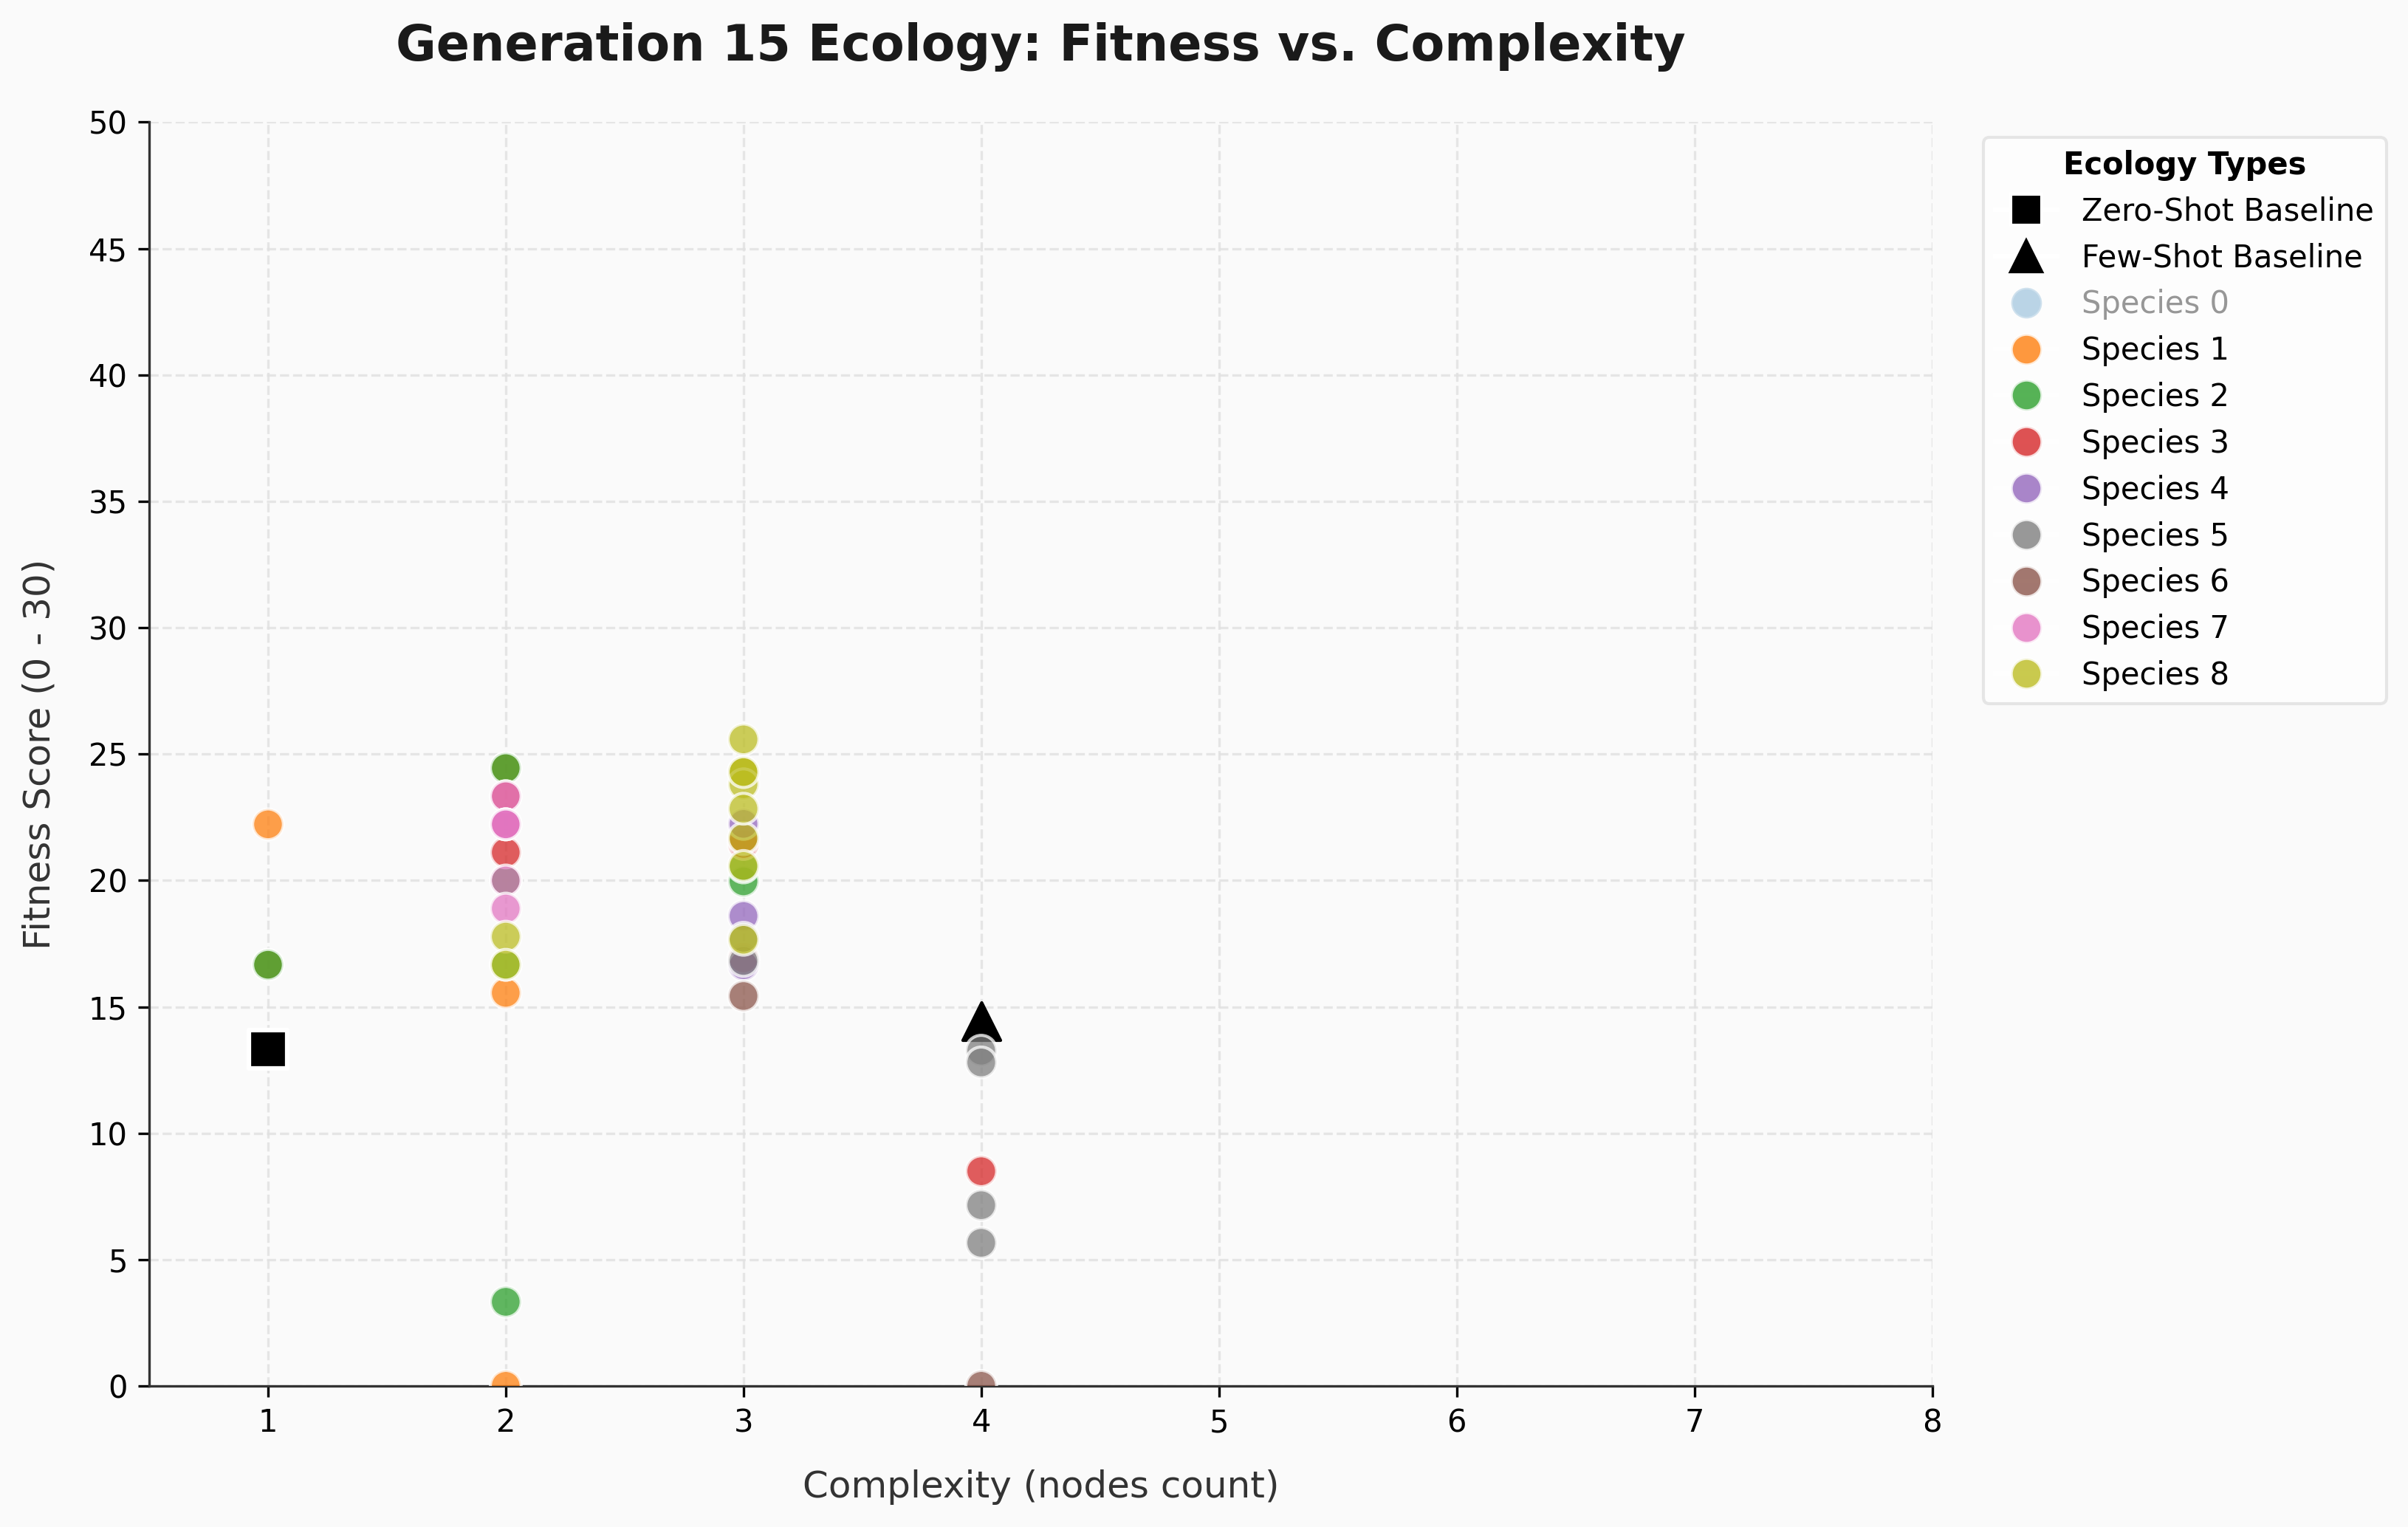 Generation 15 Ecology: Fitness vs. Complexity
50
45
40
35
30
25
20
15
10
5
0
Fitness Score (0 - 30)
1 2 3 4 5 6 7 8
Complexity (nodes count)
Ecology Types
Zero-Shot Baseline
Few-Shot Baseline
Species 0
Species 1
Species 2
Species 3
Species 4
Species 5
Species 6
Species 7
Species 8